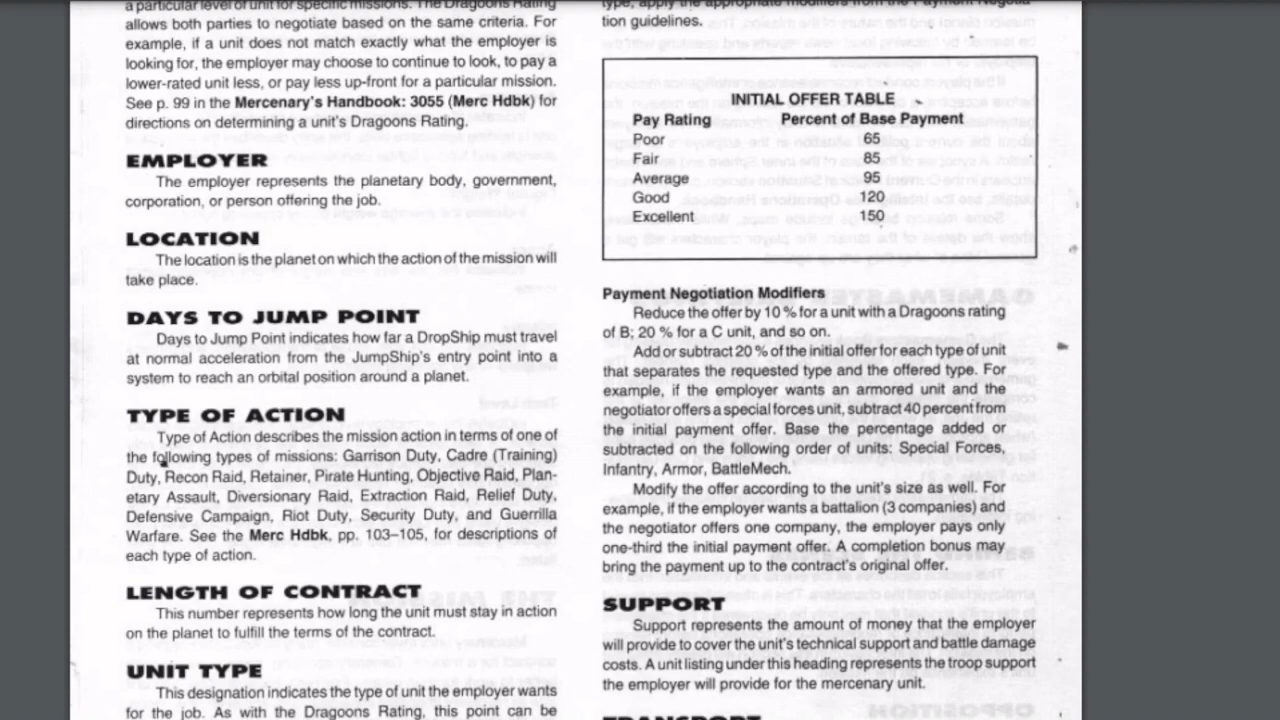 a particular level of unit for specific missions. The Dragoons Rating
allows both parties to negotiate based on the same criteria. For
example, if a unit does not match exactly what the employer is
looking for, the employer may choose to continue to look, to pay a
lower-rated unit less, or pay less up-front for a particular mission.
See p. 99 in the Mercenary's Handbook: 3055 (Merc Hdbk) for
directions on determining a unit's Dragoons Rating.
EMPLOYER
The employer represents the planetary body, government,
corporation, or person offering the job.
LOCATION
The location is the planet on which the action of the mission will
take place.
DAYS TO JUMP POINT
Days to Jump Point indicates how far a DropShip must travel
at normal acceleration from the JumpShip's entry point into a
system to reach an orbital position around a planet.
TYPE OF ACTION
Type of Action describes the mission action in terms of one of
the following types of missions: Garrison Duty, Cadre (Training)
Duty, Recon Raid, Retainer, Pirate Hunting, Objective Raid, Plan-
etary Assault, Diversionary Raid, Extraction Raid, Relief Duty,
Defensive Campaign, Riot Duty, Security Duty, and Guerrilla
Warfare. See the Merc Hdbk, pp. 103–105, for descriptions of
each type of action.
LENGTH OF CONTRACT
This number represents how long the unit must stay in action
on the planet to fulfill the terms of the contract.
UNIT TYPE
This designation indicates the type of unit the employer wants
for the job. As with the Dragoons Rating, this point can be
type, apply the appropriate modifiers from the Payment Negotia-
tion guidelines.
INITIAL OFFER TABLE
Pay Rating Percent of Base Payment
Poor 65
Fair 85
Average 95
Good 120
Excellent 150
Payment Negotiation Modifiers
Reduce the offer by 10 % for a unit with a Dragoons rating
of B; 20 % for a C unit, and so on.
Add or subtract 20 % of the initial offer for each type of unit
that separates the requested type and the offered type. For
example, if the employer wants an armored unit and the
negotiator offers a special forces unit, subtract 40 percent from
the initial payment offer. Base the percentage added or
subtracted on the following order of units: Special Forces,
Infantry, Armor, BattleMech.
Modify the offer according to the unit's size as well. For
example, if the employer wants a battalion (3 companies) and
the negotiator offers one company, the employer pays only
one-third the initial payment offer. A completion bonus may
bring the payment up to the contract's original offer.
SUPPORT
Support represents the amount of money that the employer
will provide to cover the unit's technical support and battle damage
costs. A unit listing under this heading represents the troop support
the employer will provide for the mercenary unit.
TRANSPORT